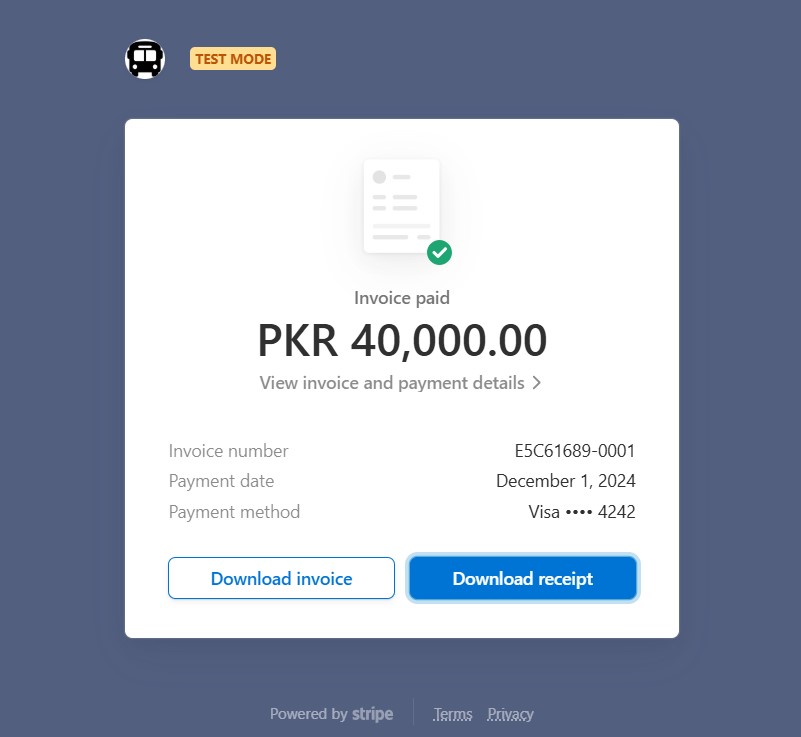 TEST MODE
Invoice paid
PKR 40,000.00
View invoice and payment details
Invoice number E5C61689-0001
Payment date December 1, 2024
Payment method Visa •••• 4242
Download invoice Download receipt
Powered by stripe Terms Privacy